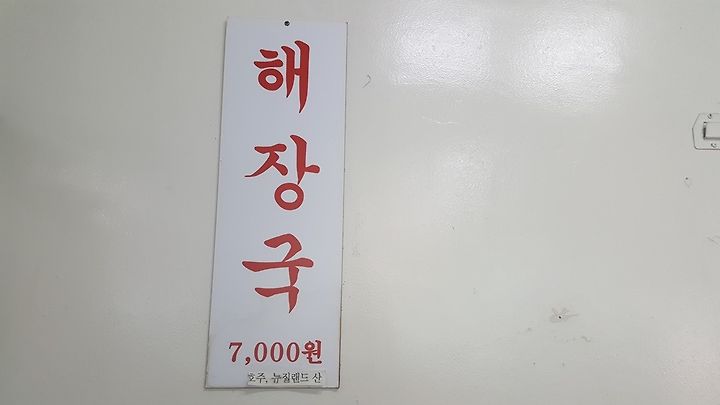 해장국
7,000원
호주, 뉴질랜드 산